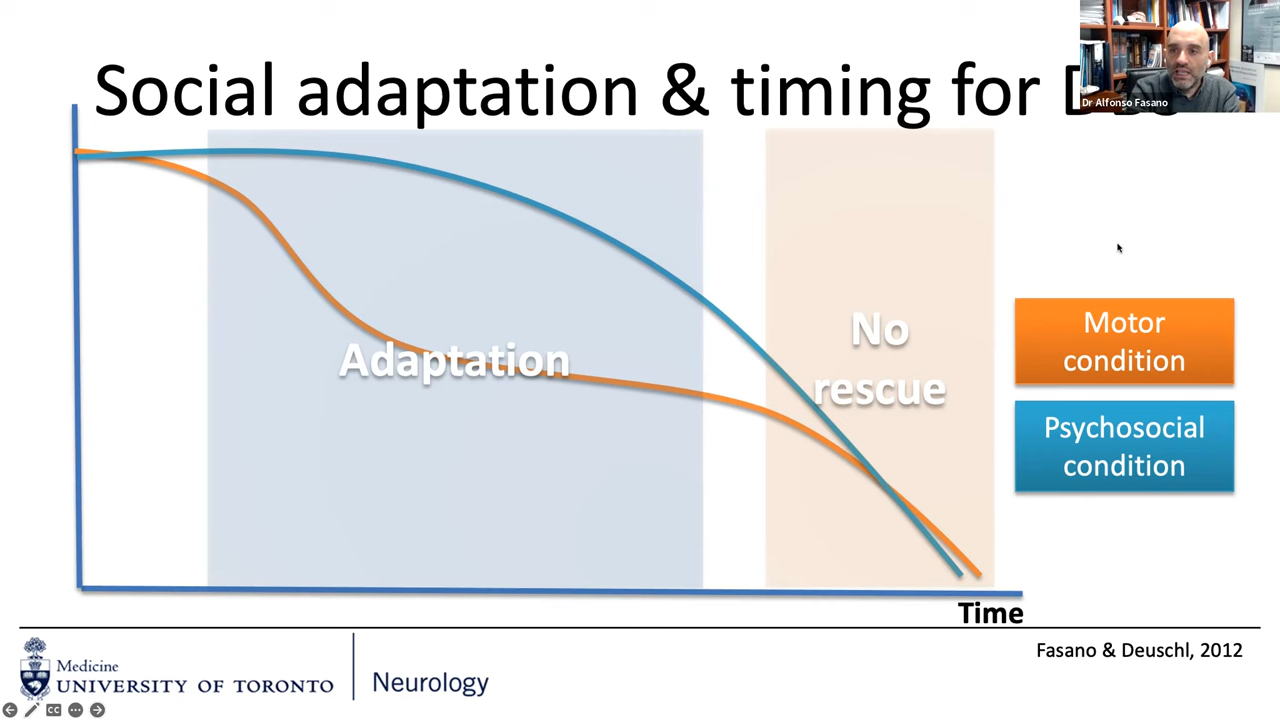 Social adaptation & timing for
Dr Alfonso Fasano
Adaptation
No
rescue
Motor
condition
Psychosocial
condition
Time
Fasano & Deuschl, 2012
Medicine
UNIVERSITY OF TORONTO
Neurology
CC